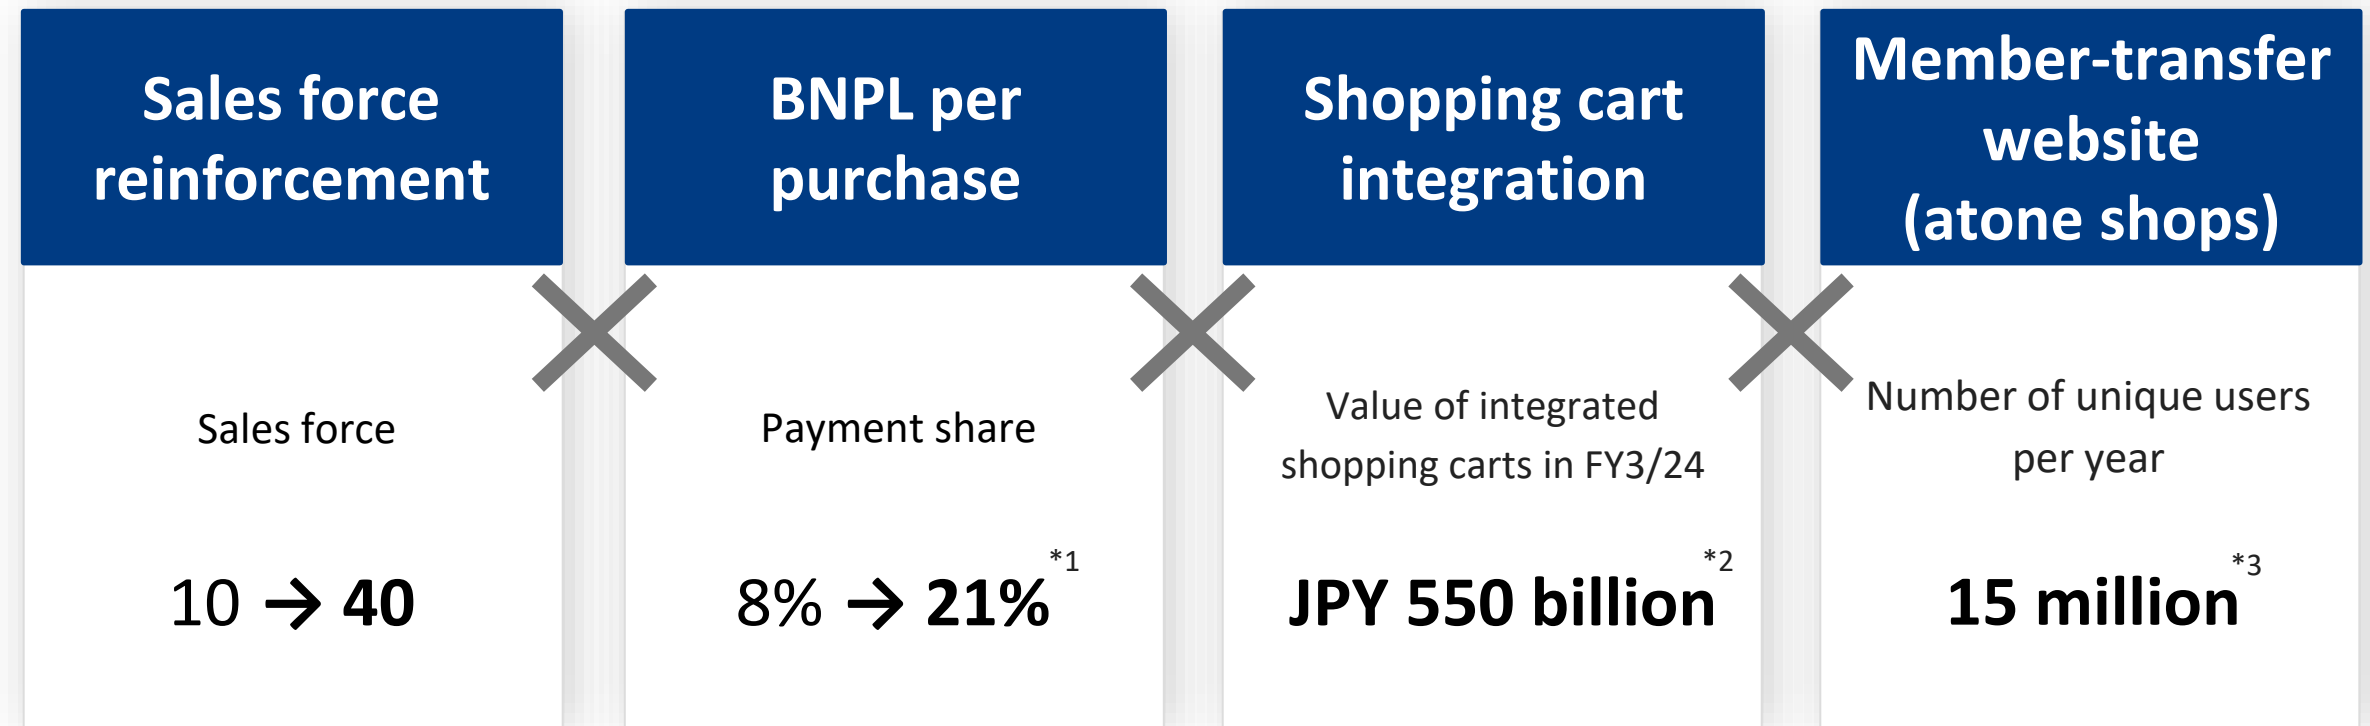 Sales force
reinforcement
Sales force
10 → 40
BNPL per
purchase
Payment share
8% → 21%*1
Shopping cart
integration
Value of integrated
shopping carts in FY3/24
JPY 550 billion*2
Member-transfer
website
(atone shops)
Number of unique users
per year
15 million*3